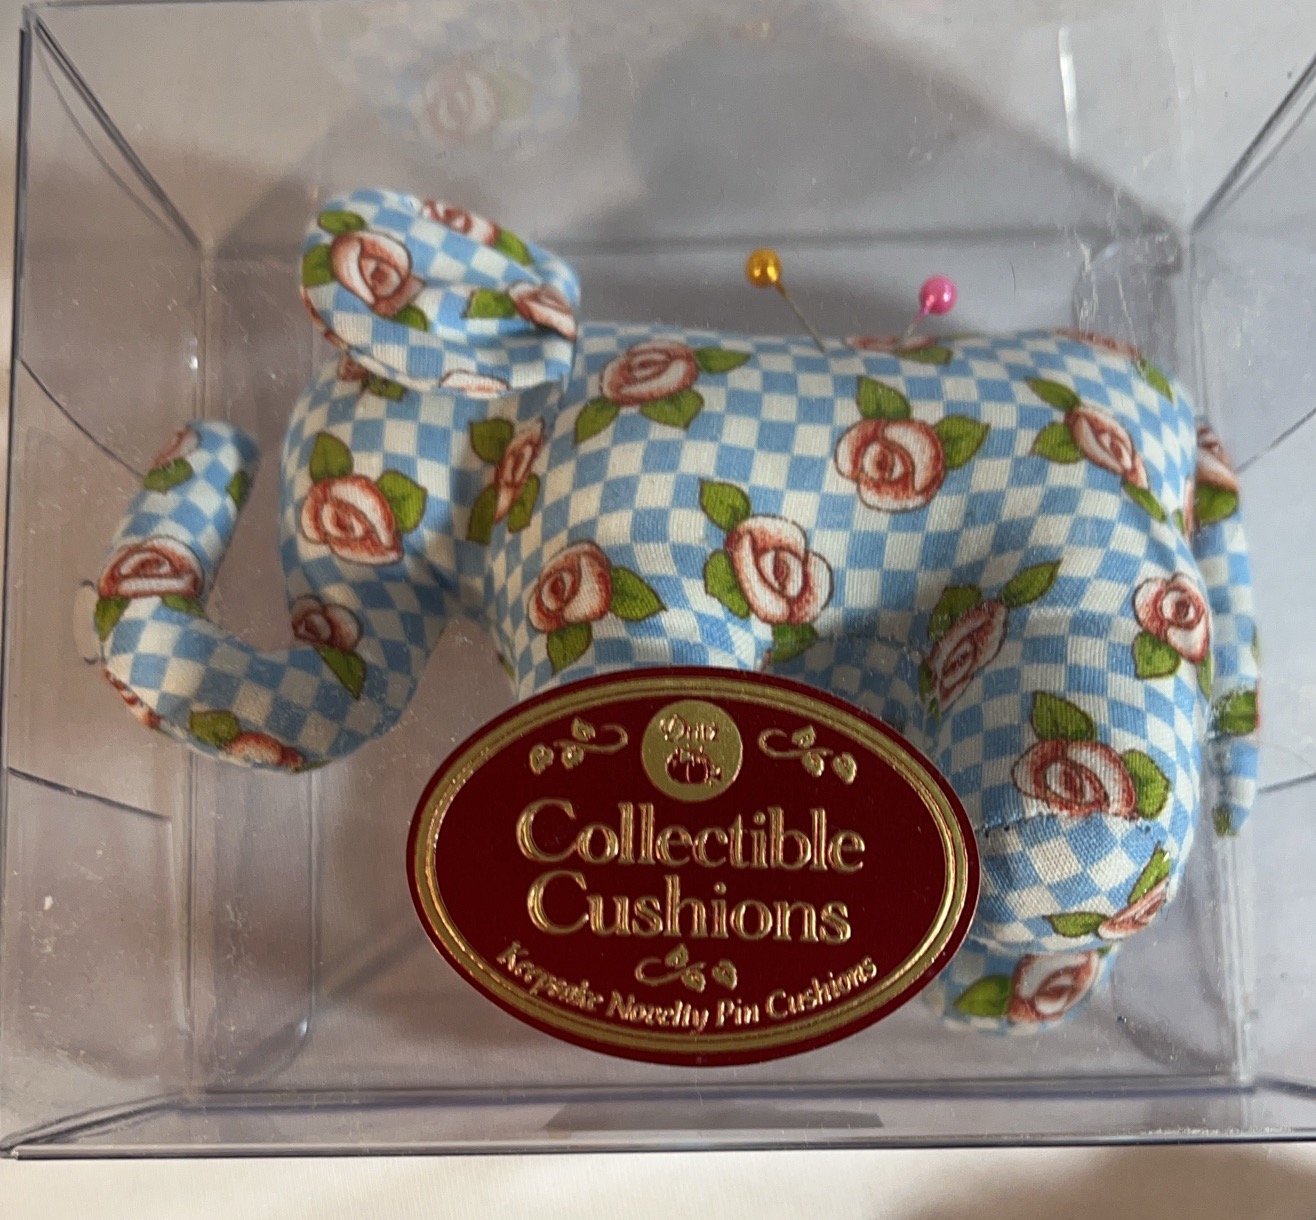 Dritz
Collectible
Cushions
Keepsake Novelty Pin Cushions